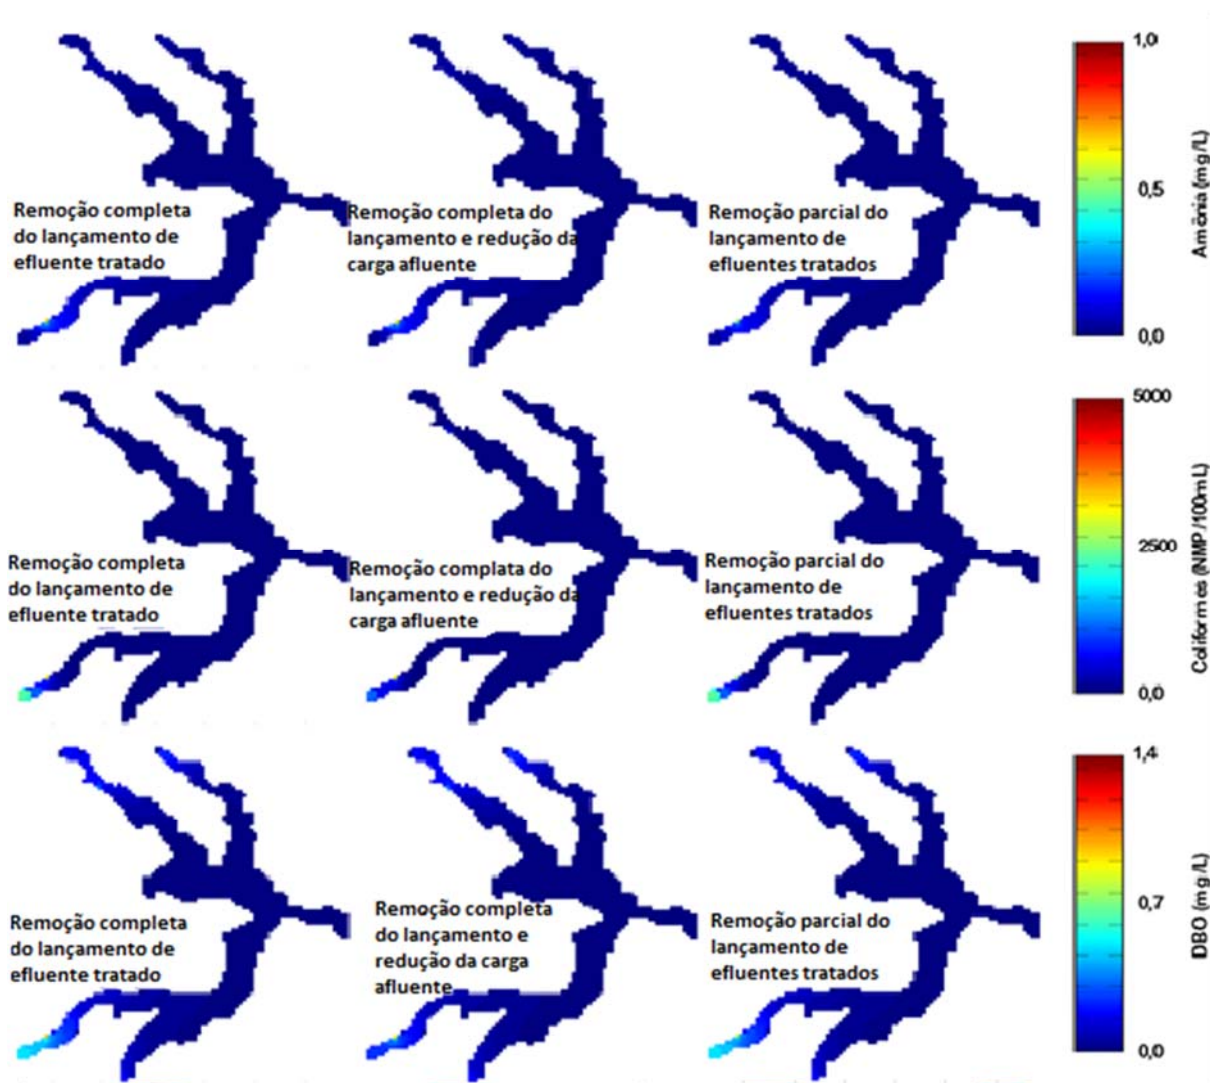 1,0
0,5
0,0
Amônia (mg/L)
Remoção completa
do lançamento de
efluente tratado
Remoção completa do
lançamento e redução da
carga afluente
Remoção parcial do
lançamento de
efluentes tratados
5000
2500
0,0
Coliformes (NMP/100mL)
Remoção completa
do lançamento de
efluente tratado
Remoção complata do
lançamento e redução da
carga afluente
Remoção parcial do
lançamento de
efluentes tratados
1,4
0,7
0,0
DBO (mg/L)
Remoção completa
do lançamento de
efluente tratado
Remoção completa
do lançamento e
redução da carga
afluente
Remoção parcial do
lançamento de
efluentes tratados